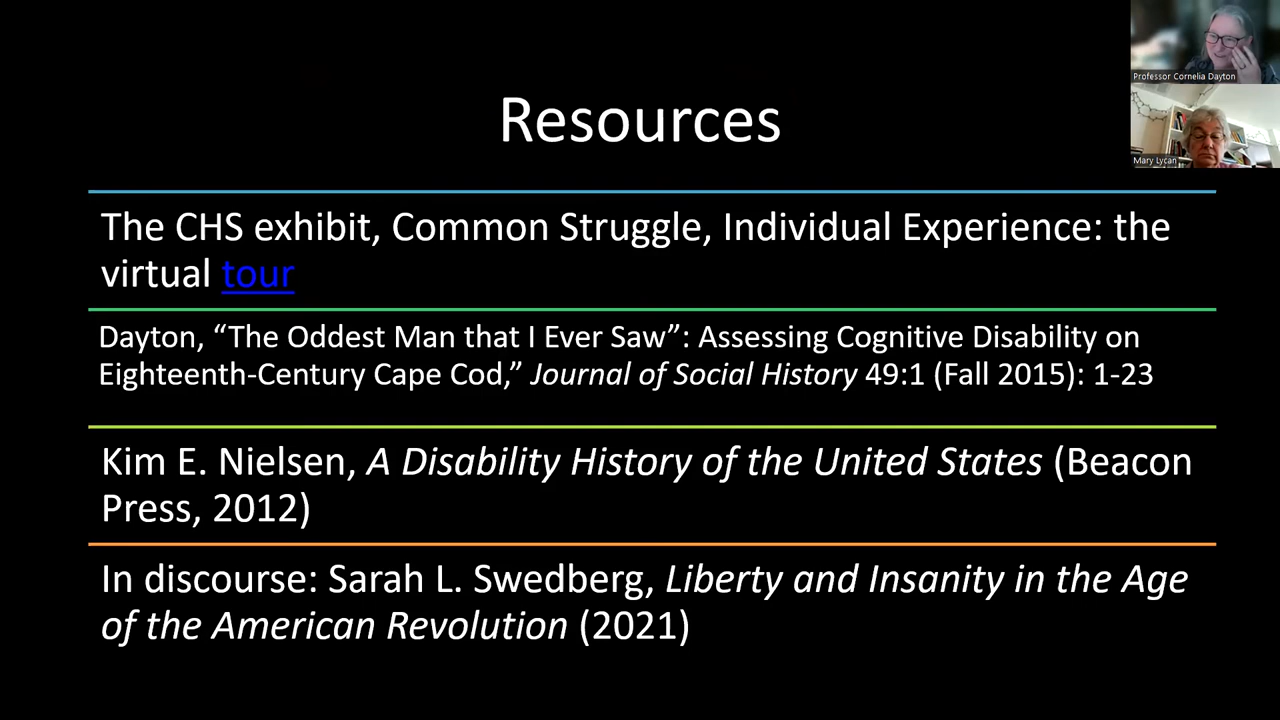 Resources
Professor Cornelia Dayton
Mary Lycan
The CHS exhibit, Common Struggle, Individual Experience: the
virtual tour
Dayton, “The Oddest Man that I Ever Saw”: Assessing Cognitive Disability on
Eighteenth-Century Cape Cod,” Journal of Social History 49:1 (Fall 2015): 1-23
Kim E. Nielsen, A Disability History of the United States (Beacon
Press, 2012)
In discourse: Sarah L. Swedberg, Liberty and Insanity in the Age
of the American Revolution (2021)